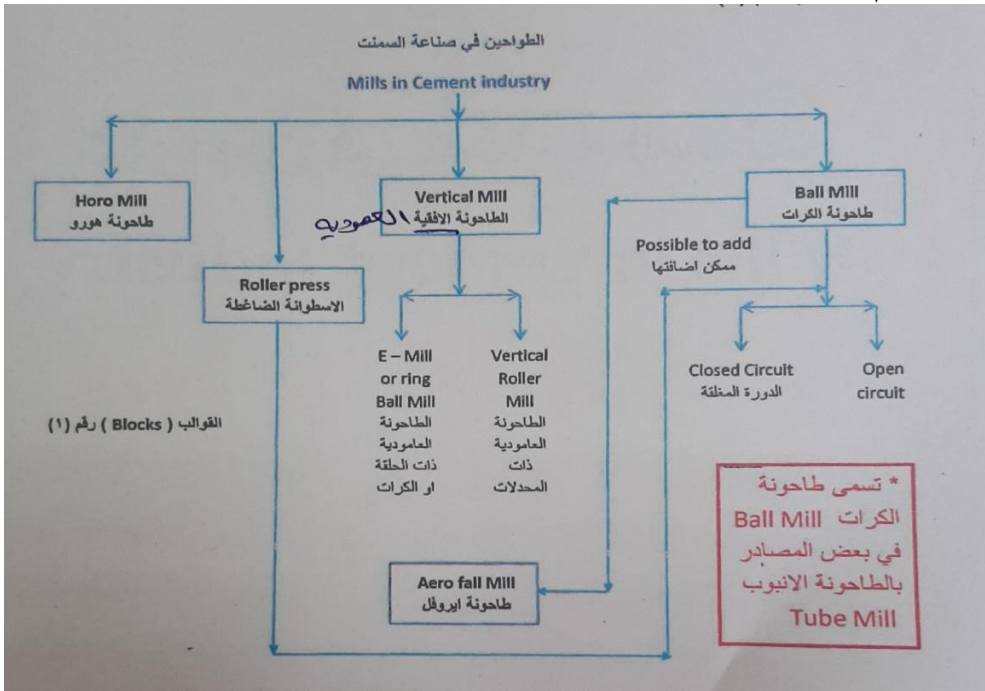 الطواحين في صناعة السمنت
Mills in Cement industry
Horo Mill
طاحونة هورو
Vertical Mill
الطاحونة الافقية
العمودية
Ball Mill
طاحونة الكرات
Roller press
الاسطوانة الضاغطة
Possible to add
ممكن اضافتها
E – Mill
or ring
Ball Mill
الطاحونة
العامودية
ذات الحلقة
او الكرات
Vertical
Roller
Mill
الطاحونة
العامودية
ذات
المحدلات
Closed Circuit
الدورة المغلقة
Open
circuit
القوالب ( Blocks ) رقم (١)
Aero fall Mill
طاحونة ايروفل
* تسمى طاحونة
الكرات Ball Mill
في بعض المصادر
بالطاحونة الانبوب
Tube Mill